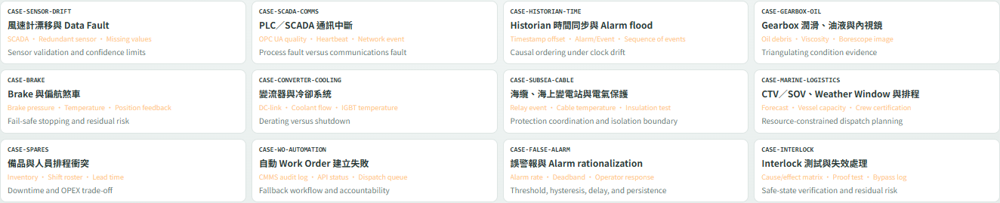 CASE-SENSOR-DRIFT
風速計漂移與 Data Fault
SCADA • Redundant sensor • Missing values
Sensor validation and confidence limits
CASE-SCADA-COMMS
PLC／SCADA 通訊中斷
OPC UA quality • Heartbeat • Network event
Process fault versus communications fault
CASE-HISTORIAN-TIME
Historian 時間同步與 Alarm flood
Timestamp offset • Alarm/Event • Sequence of events
Causal ordering under clock drift
CASE-GEARBOX-OIL
Gearbox 潤滑、油液與內視鏡
Oil debris • Viscosity • Borescope image
Triangulating condition evidence
CASE-BRAKE
Brake 與偏航煞車
Brake pressure • Temperature • Position feedback
Fail-safe stopping and residual risk
CASE-CONVERTER-COOLING
變流器與冷卻系統
DC-link • Coolant flow • IGBT temperature
Derating versus shutdown
CASE-SUBSEA-CABLE
海纜、海上變電站與電氣保護
Relay event • Cable temperature • Insulation test
Protection coordination and isolation boundary
CASE-MARINE-LOGISTICS
CTV／SOV、Weather Window 與排程
Forecast • Vessel capacity • Crew certification
Resource-constrained dispatch planning
CASE-SPARES
備品與人員排程衝突
Inventory • Shift roster • Lead time
Downtime and OPEX trade-off
CASE-WO-AUTOMATION
自動 Work Order 建立失敗
CMMS audit log • API status • Dispatch queue
Fallback workflow and accountability
CASE-FALSE-ALARM
誤警報與 Alarm rationalization
Alarm rate • Deadband • Operator response
Threshold, hysteresis, delay, and persistence
CASE-INTERLOCK
Interlock 測試與失效處理
Cause/effect matrix • Proof test • Bypass log
Safe-state verification and residual risk